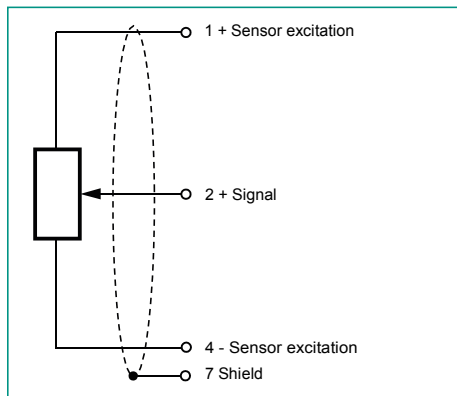 1 + Sensor excitation
2 + Signal
4 - Sensor excitation
7 Shield